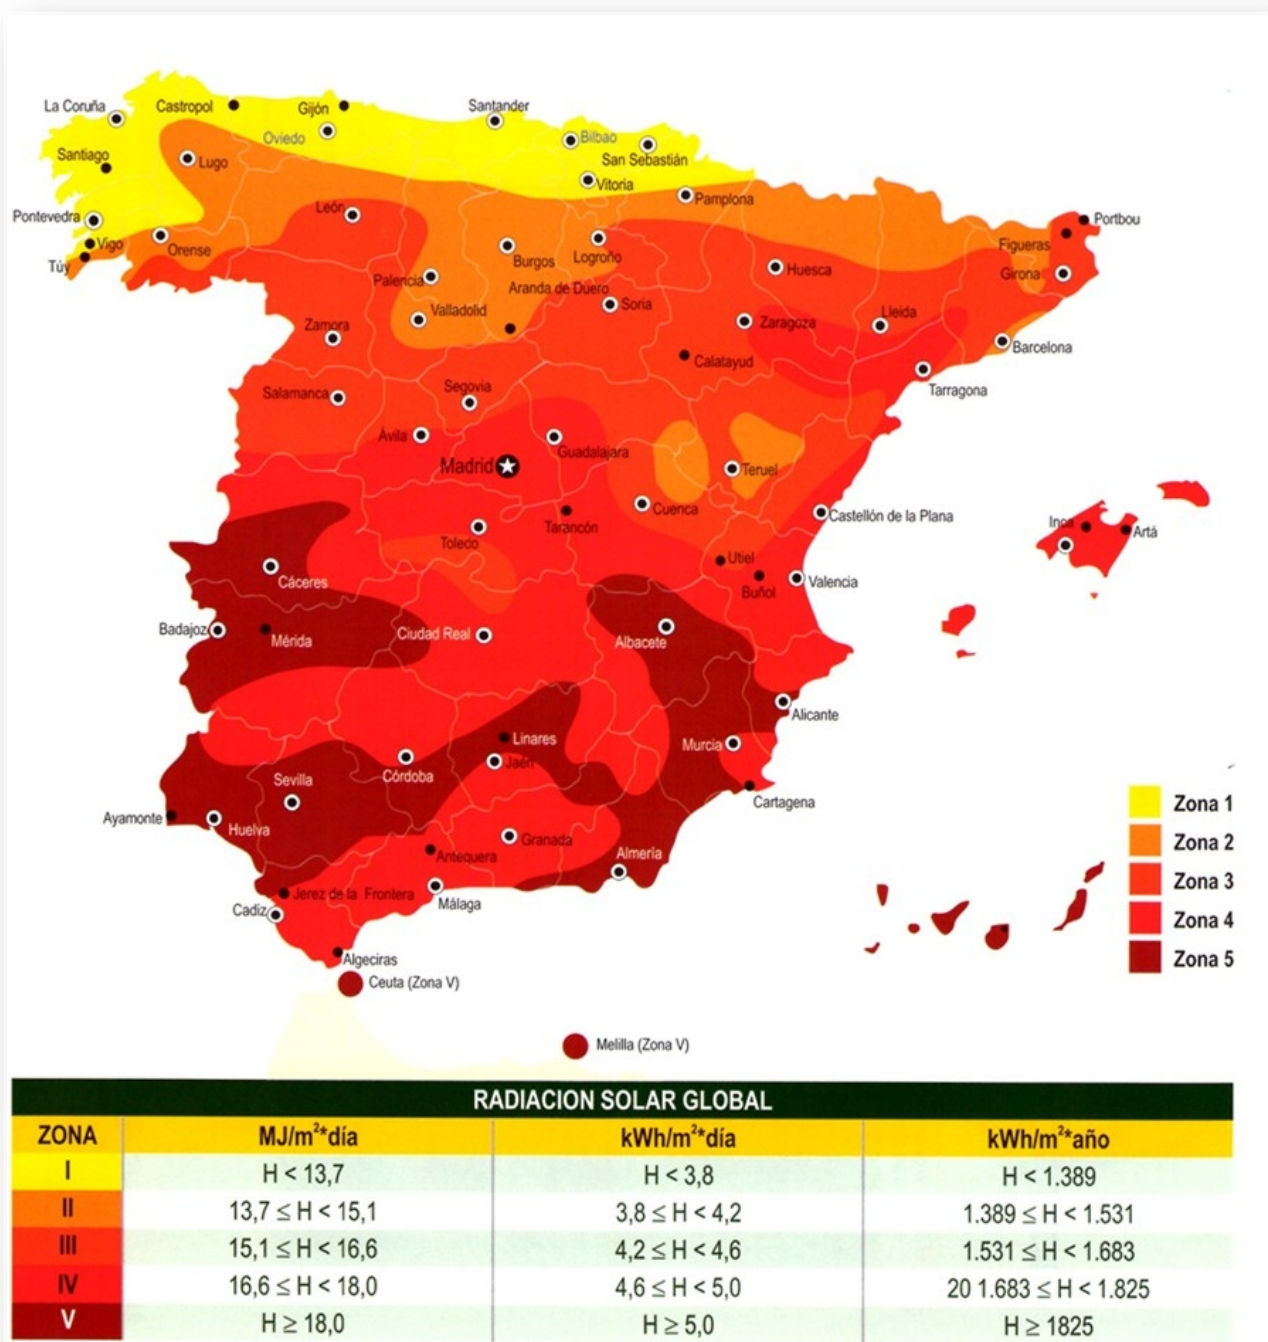 La Coruña
Castropol
Gijón
Santander
Oviedo
Bilbao
Santiago
Lugo
San Sebastián
Vitoria
Pamplona
León
Pontevedra
Portbou
Vigo
Orense
Burgos
Logroño
Figueras
Túy
Huesca
Girona
Palencia
Aranda de Duero
Soria
Valladolid
Zamora
Zaragoza
Lleida
Barcelona
Calatayud
Segovia
Salamanca
Tarragona
Ávila
Guadalajara
Madrid
Teruel
Cuenca
Castellón de la Plana
Tarancón
Inca
Artá
Toledo
Utiel
Cáceres
Buñol
Valencia
Badajoz
Mérida
Ciudad Real
Albacete
Alicante
Linares
Murcia
Jaén
Córdoba
Sevilla
Cartagena
Ayamonte
Huelva
Granada
Antequera
Almería
Jerez de la Frontera
Málaga
Cadiz
Algeciras
Ceuta (Zona V)
Melilla (Zona V)
Zona 1
Zona 2
Zona 3
Zona 4
Zona 5
RADIACION SOLAR GLOBAL
ZONA MJ/m²*día kWh/m²*día kWh/m²*año
I H < 13,7 H < 3,8 H < 1.389
II 13,7 ≤ H < 15,1 3,8 ≤ H < 4,2 1.389 ≤ H < 1.531
III 15,1 ≤ H < 16,6 4,2 ≤ H < 4,6 1.531 ≤ H < 1.683
IV 16,6 ≤ H < 18,0 4,6 ≤ H < 5,0 20 1.683 ≤ H < 1.825
V H ≥ 18,0 H ≥ 5,0 H ≥ 1825